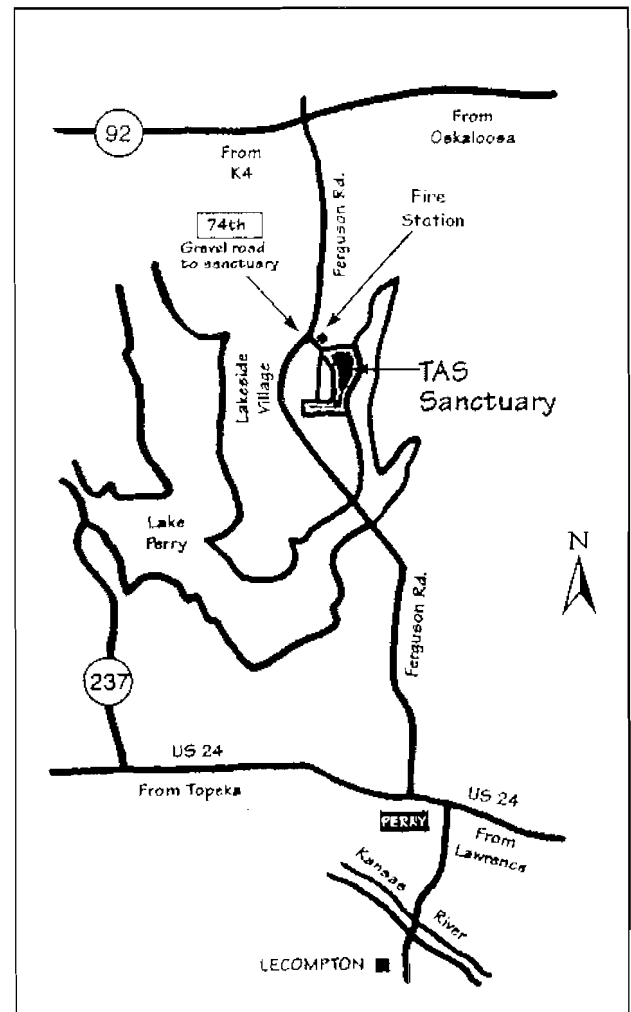 92
From
Oskaloosa
From
K4
Ferguson Rd.
Fire
Station
74th
Gravel road
to sanctuary
Lakeside
Village
TAS
Sanctuary
Lake
Perry
N
Ferguson Rd.
237
US 24
From Topeka
US 24
PERRY
From
Lawrence
Kansas
River
LECOMPTON